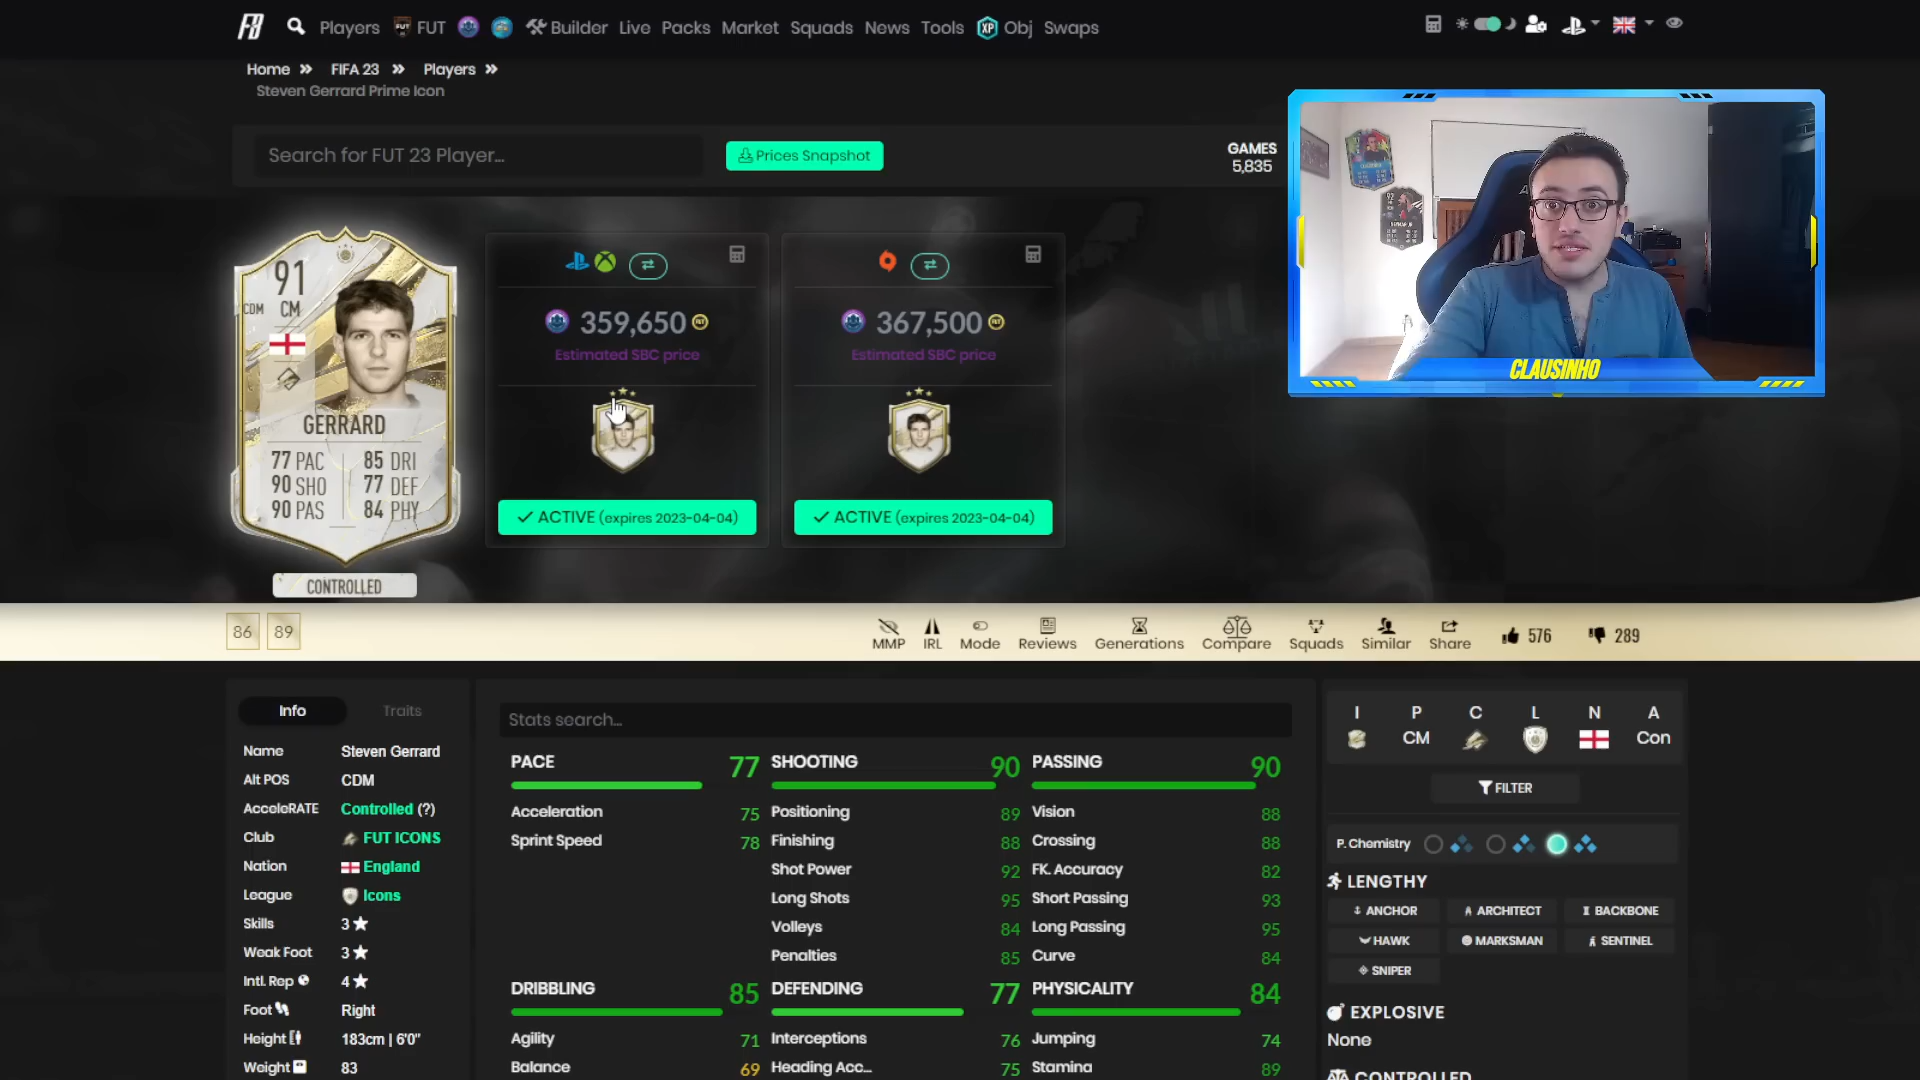 Players FUT Builder Live Packs Market Squads News Tools XP Obj Swaps
Home » FIFA 23 » Players »
Steven Gerrard Prime Icon
Search for FUT 23 Player...
Prices Snapshot
GAMES
5,835
91
CM
CDM
GERRARD
77 PAC 85 DRI
90 SHO 77 DEF
90 PAS 84 PHY
CONTROLLED
359,650
Estimated SBC price
ACTIVE (expires 2023-04-04)
367,500
Estimated SBC price
ACTIVE (expires 2023-04-04)
CLAUSINHO
86 89
MMP IRL Mode Reviews Generations Compare Squads Similar Share 576 289
Info Traits
Name Steven Gerrard
Alt POS CDM
AcceleRATE Controlled (?)
Club FUT ICONS
Nation England
League Icons
Skills 3
Weak Foot 3
Intl. Rep 4
Foot Right
Height 183cm | 6'0"
Weight 83
Stats search...
PACE 77
Acceleration 75
Sprint Speed 78
SHOOTING 90
Positioning 89
Finishing 88
Shot Power 92
Long Shots 95
Volleys 84
Penalties 85
PASSING 90
Vision 88
Crossing 88
FK. Accuracy 82
Short Passing 93
Long Passing 95
Curve 84
DRIBBLING 85
Agility 71
Balance 69
DEFENDING 77
Interceptions 76
Heading Acc... 75
PHYSICALITY 84
Jumping 74
Stamina 89
I P C L N A
CM Con
FILTER
P. Chemistry
LENGTHY
ANCHOR ARCHITECT BACKBONE
HAWK MARKSMAN SENTINEL
SNIPER
EXPLOSIVE
None
CONTROLLED